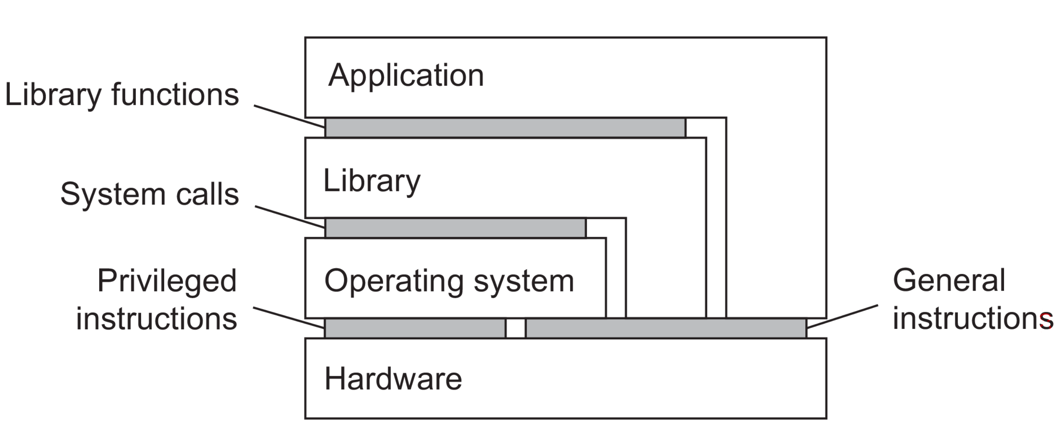 Application
Library functions
Library
System calls
Operating system
Privileged
instructions
General
instructions
Hardware